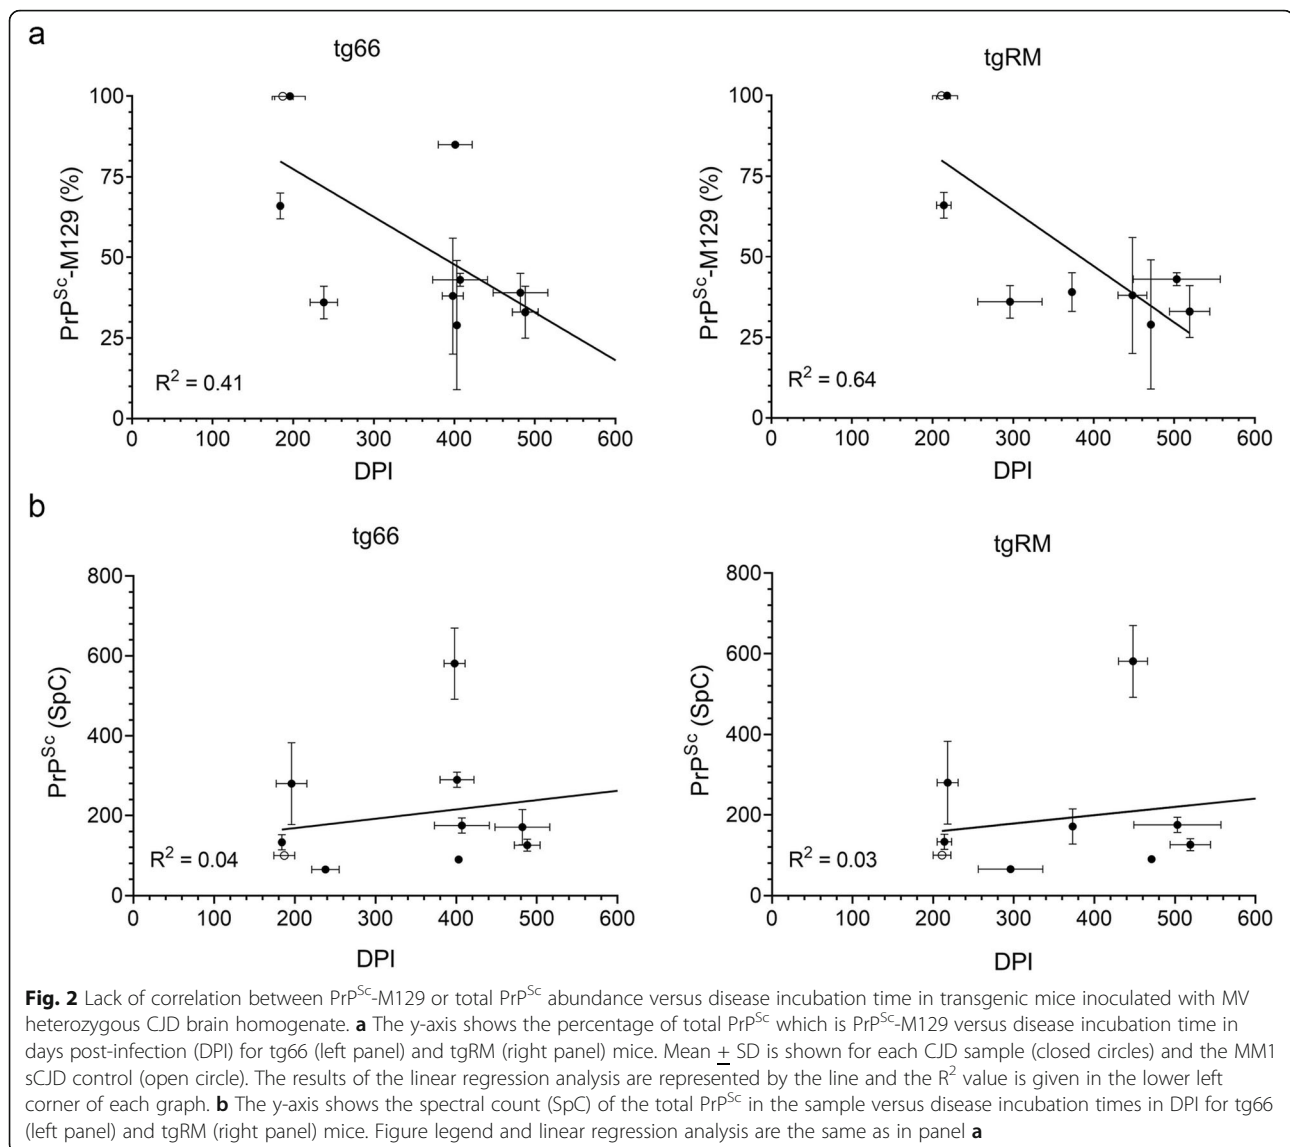 a
tg66
tgRM
100
75
50
25
0
PrP^Sc-M129 (%)
R² = 0.41
0 100 200 300 400 500 600
DPI
100
75
50
25
0
PrP^Sc-M129 (%)
R² = 0.64
0 100 200 300 400 500 600
DPI
b
tg66
tgRM
800
600
400
200
0
PrP^Sc (SpC)
R² = 0.04
0 100 200 300 400 500 600
DPI
800
600
400
200
0
PrP^Sc (SpC)
R² = 0.03
0 100 200 300 400 500 600
DPI
Fig. 2 Lack of correlation between PrP^Sc-M129 or total PrP^Sc abundance versus disease incubation time in transgenic mice inoculated with MV
heterozygous CJD brain homogenate. a The y-axis shows the percentage of total PrP^Sc which is PrP^Sc-M129 versus disease incubation time in
days post-infection (DPI) for tg66 (left panel) and tgRM (right panel) mice. Mean ± SD is shown for each CJD sample (closed circles) and the MM1
sCJD control (open circle). The results of the linear regression analysis are represented by the line and the R² value is given in the lower left
corner of each graph. b The y-axis shows the spectral count (SpC) of the total PrP^Sc in the sample versus disease incubation times in DPI for tg66
(left panel) and tgRM (right panel) mice. Figure legend and linear regression analysis are the same as in panel a